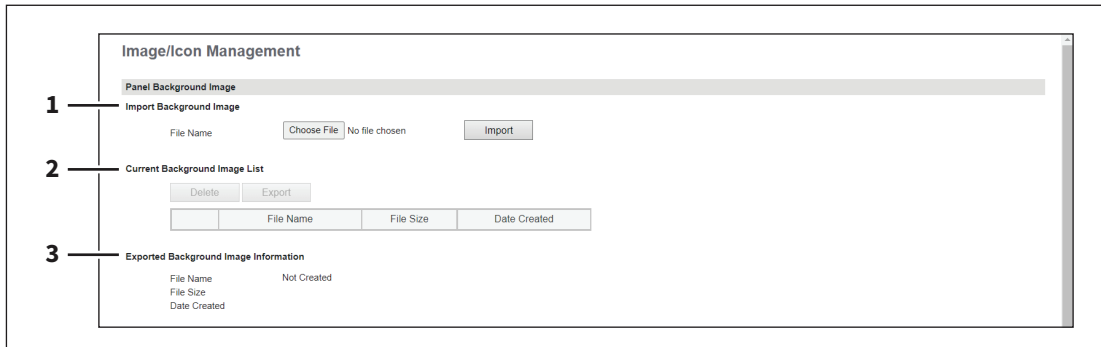 Image/Icon Management
Panel Background Image
1 Import Background Image
File Name Choose File No file chosen Import
2 Current Background Image List
Delete Export
File Name File Size Date Created
3 Exported Background Image Information
File Name Not Created
File Size
Date Created